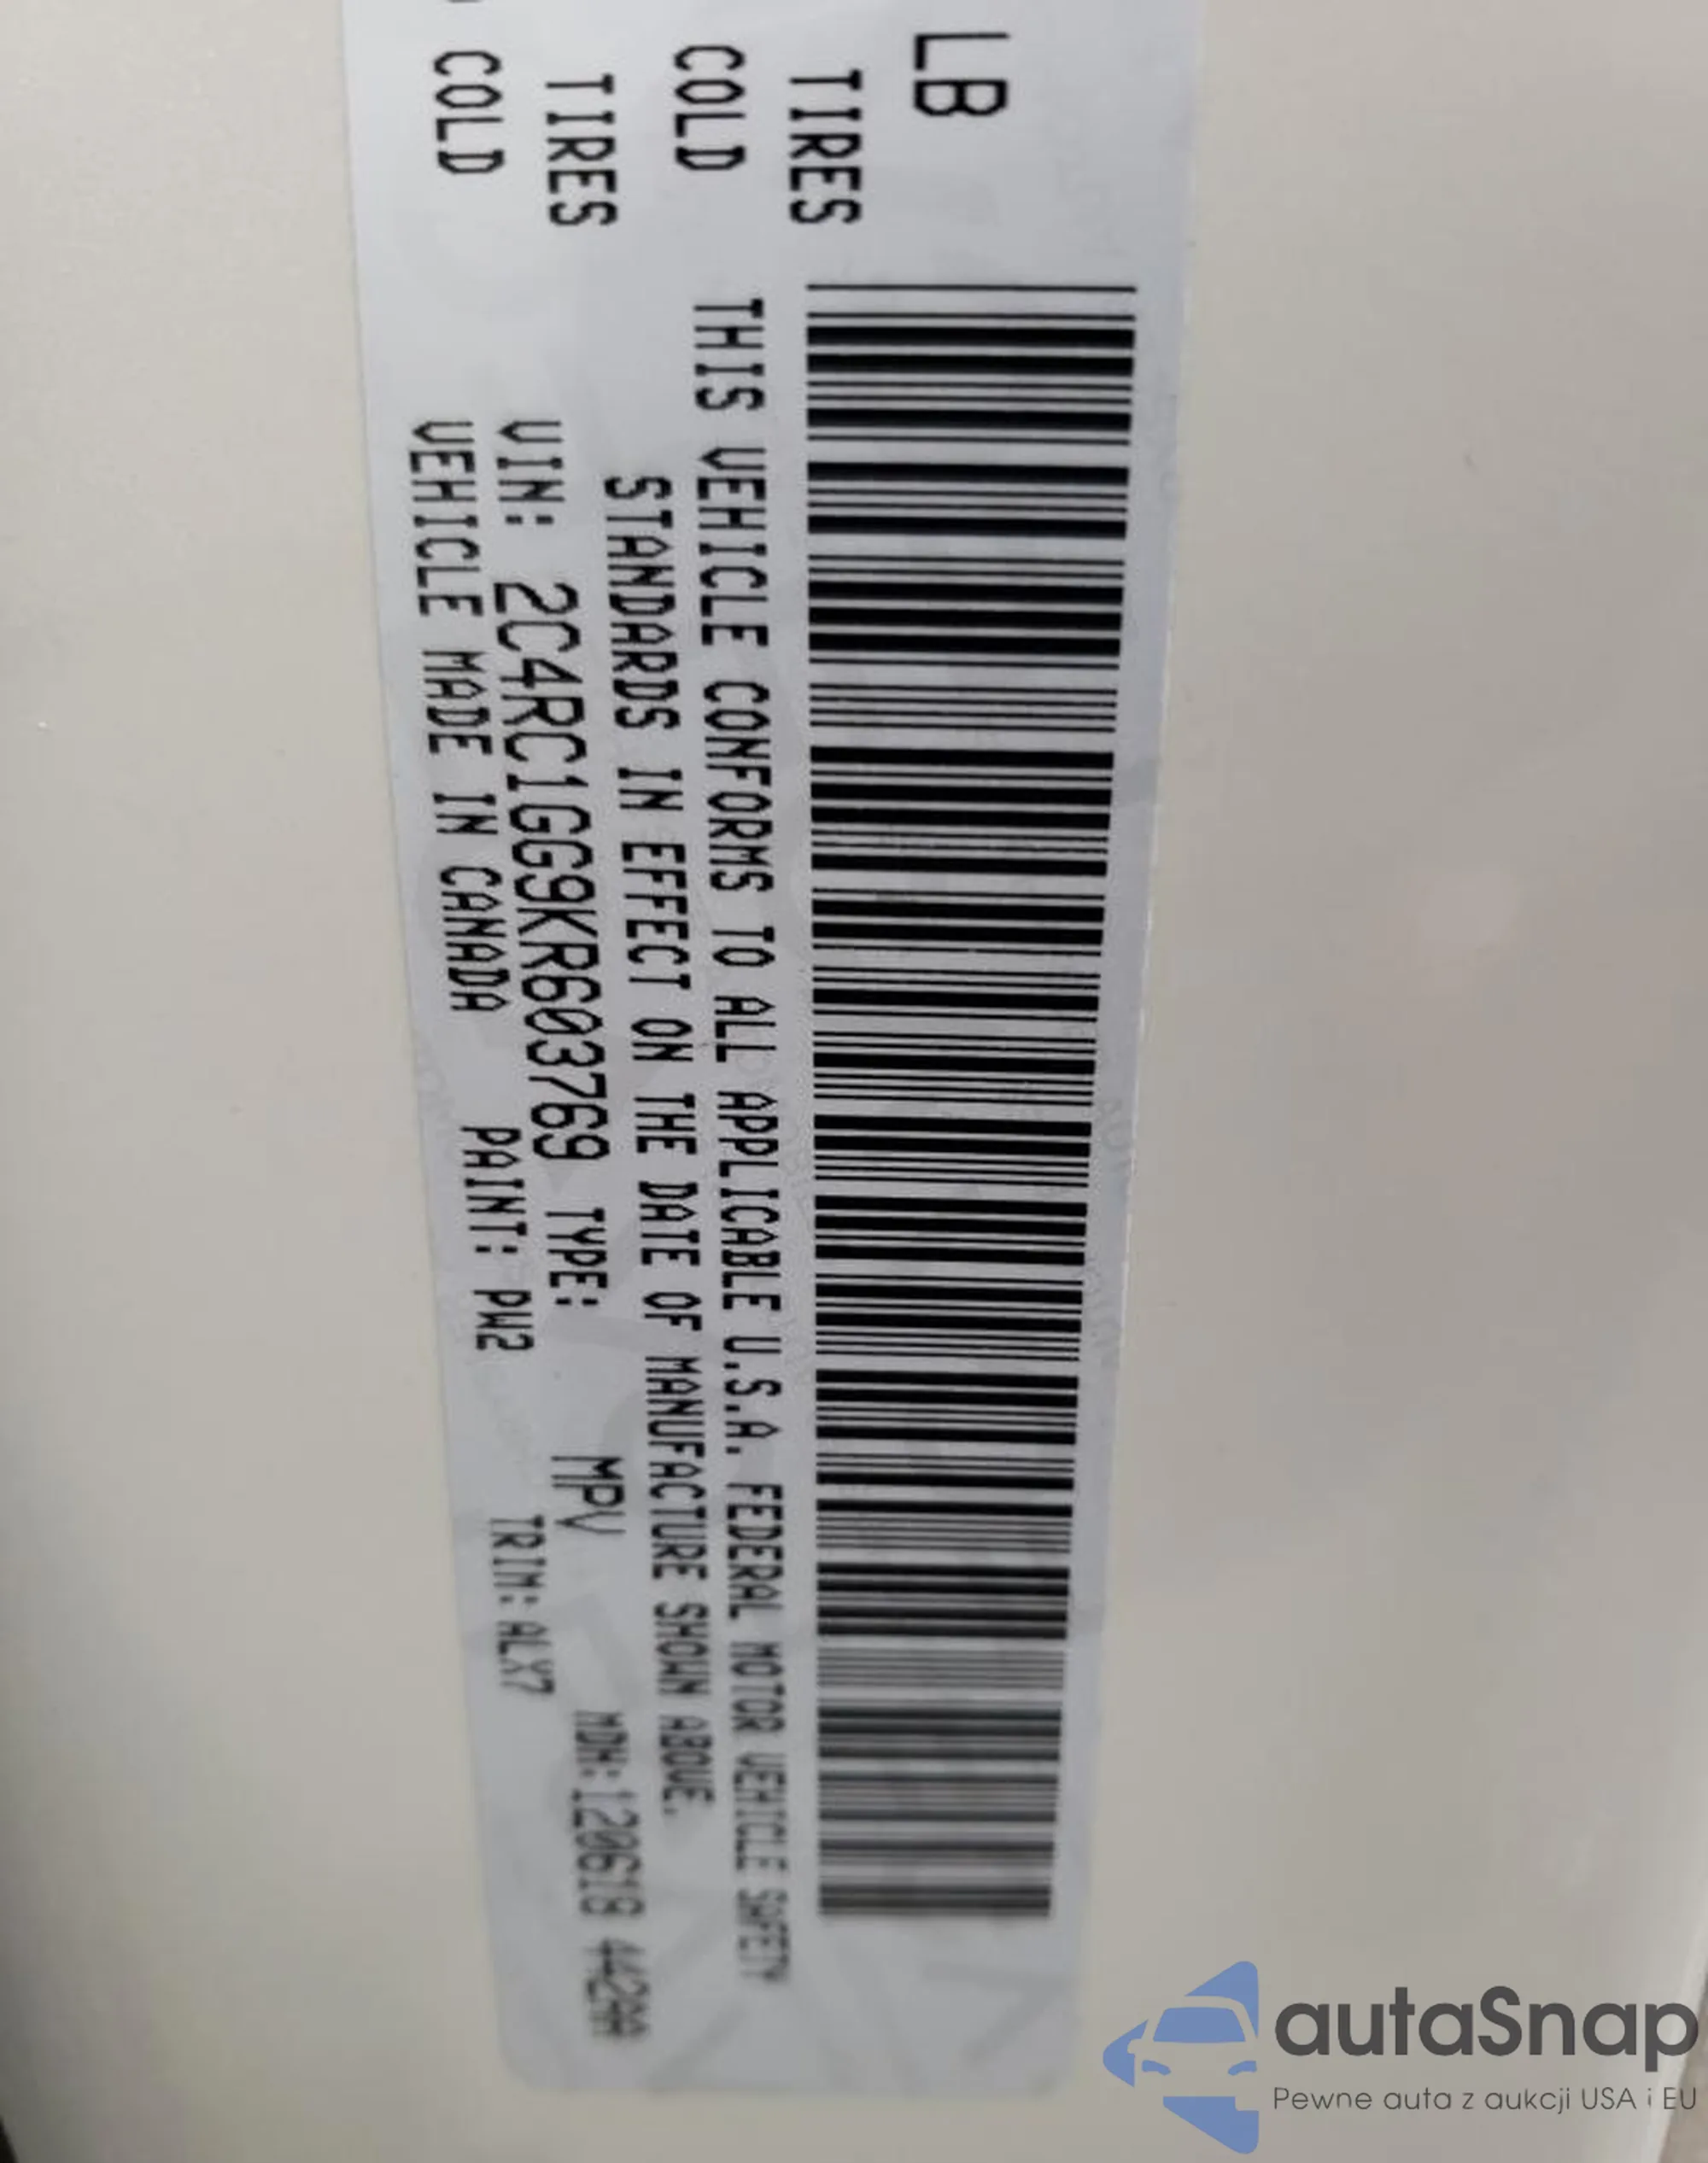 LB
TIRES
COLD
TIRES
COLD
THIS VEHICLE CONFORMS TO ALL APPLICABLE U.S.A. FEDERAL MOTOR VEHICLE SAFETY
STANDARDS IN EFFECT ON THE DATE OF MANUFACTURE SHOWN ABOVE.
VIN: 2C4RC1GG9KR603769 TYPE: MPV MDH:120618 442AA
VEHICLE MADE IN CANADA PAINT: PW2 TRIM: ALX7
autaSnap
Pewne auta z aukcji USA i EU